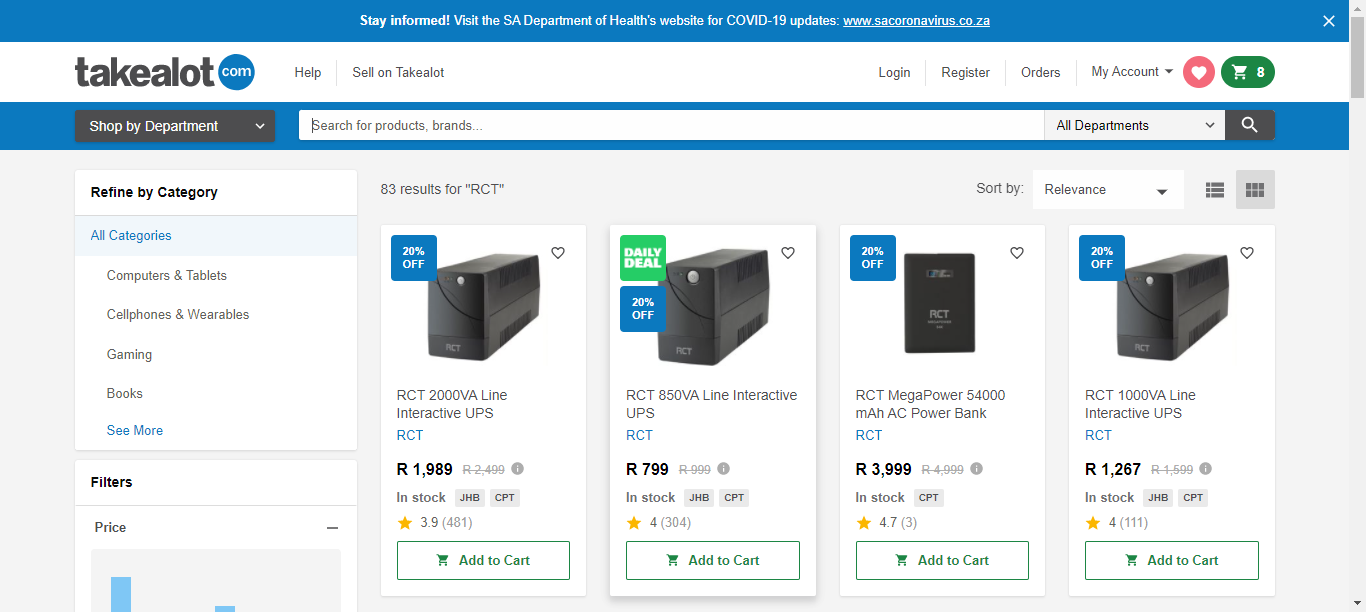 Stay informed! Visit the SA Department of Health's website for COVID-19 updates: www.sacoronavirus.co.za
takealot com
Help
Sell on Takealot
Login
Register
Orders
My Account
8
Shop by Department
Search for products, brands...
All Departments
Refine by Category
All Categories
Computers & Tablets
Cellphones & Wearables
Gaming
Books
See More
Filters
Price
83 results for "RCT"
Sort by:
Relevance
20%
OFF
RCT
RCT 2000VA Line
Interactive UPS
RCT
R 1,989 R 2,499
In stock JHB CPT
3.9 (481)
Add to Cart
DAILY
DEAL
20%
OFF
RCT
RCT 850VA Line Interactive
UPS
RCT
R 799 R 999
In stock JHB CPT
4 (304)
Add to Cart
20%
OFF
RCT
RCT MegaPower 54000
mAh AC Power Bank
RCT
R 3,999 R 4,999
In stock CPT
4.7 (3)
Add to Cart
20%
OFF
RCT
RCT 1000VA Line
Interactive UPS
RCT
R 1,267 R 1,599
In stock JHB CPT
4 (111)
Add to Cart